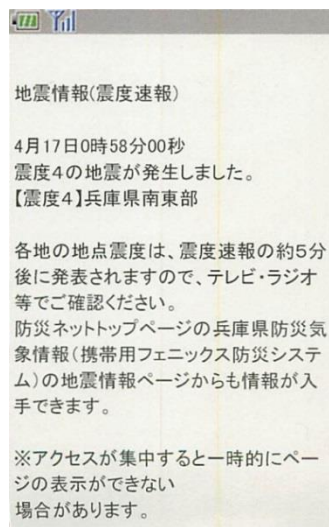 地震情報(震度速報)
4月17日0時58分00秒
震度4の地震が発生しました。
【震度4】兵庫県南東部
各地の地点震度は、震度速報の約5分
後に発表されますので、テレビ・ラジオ
等でご確認ください。
防災ネットトップページの兵庫県防災気
象情報(携帯用フェニックス防災システ
ム)の地震情報ページからも情報が入
手できます。
※アクセスが集中すると一時的にペー
ジの表示ができない
場合があります。